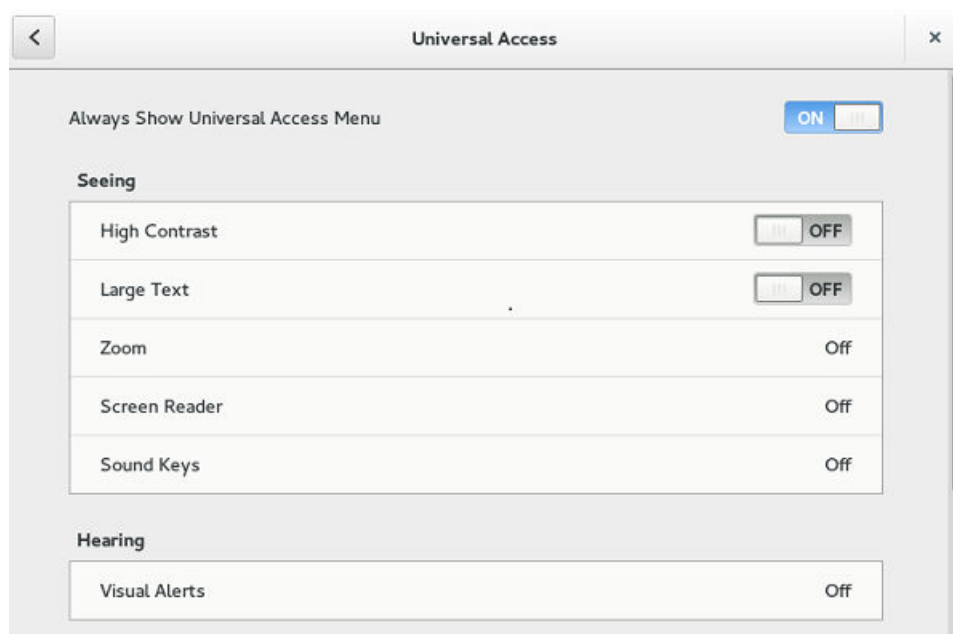 Universal Access
Always Show Universal Access Menu ON
Seeing
High Contrast OFF
Large Text OFF
Zoom Off
Screen Reader Off
Sound Keys Off
Hearing
Visual Alerts Off